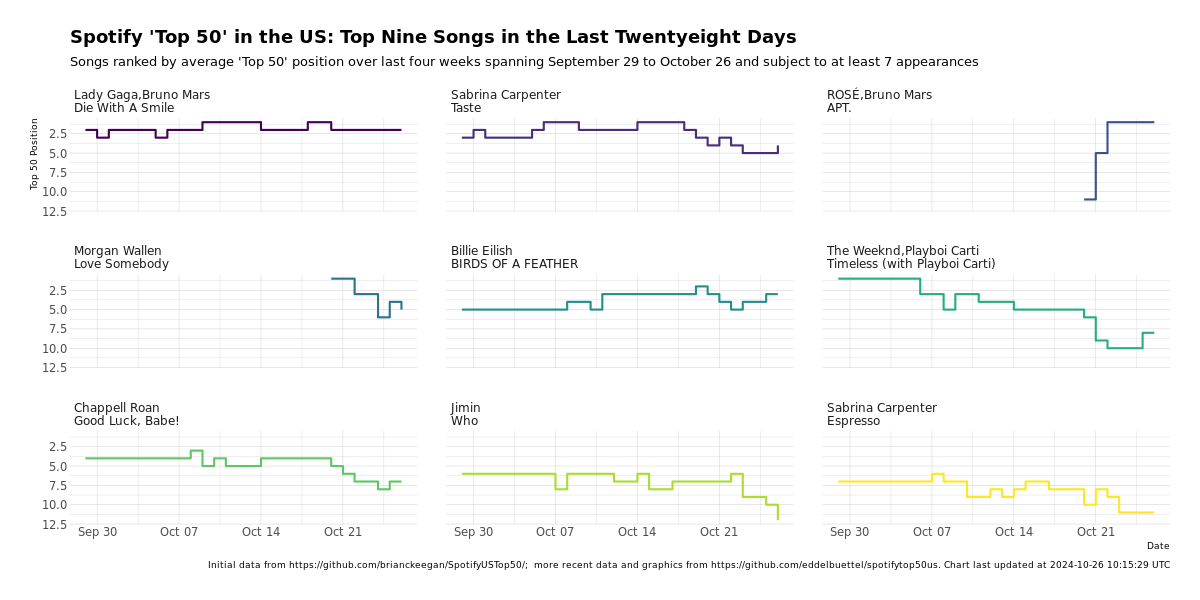 Spotify 'Top 50' in the US: Top Nine Songs in the Last Twentyeight Days
Songs ranked by average 'Top 50' position over last four weeks spanning September 29 to October 26 and subject to at least 7 appearances
Lady Gaga,Bruno Mars
Die With A Smile
Sabrina Carpenter
Taste
ROSÉ,Bruno Mars
APT.
Top 50 Position
2.5
5.0
7.5
10.0
12.5
Morgan Wallen
Love Somebody
Billie Eilish
BIRDS OF A FEATHER
The Weeknd,Playboi Carti
Timeless (with Playboi Carti)
2.5
5.0
7.5
10.0
12.5
Chappell Roan
Good Luck, Babe!
Jimin
Who
Sabrina Carpenter
Espresso
2.5
5.0
7.5
10.0
12.5
Sep 30 Oct 07 Oct 14 Oct 21
Sep 30 Oct 07 Oct 14 Oct 21
Sep 30 Oct 07 Oct 14 Oct 21
Date
Initial data from https://github.com/brianckeegan/SpotifyUSTop50/;  more recent data and graphics from https://github.com/eddelbuettel/spotifytop50us. Chart last updated at 2024-10-26 10:15:29 UTC